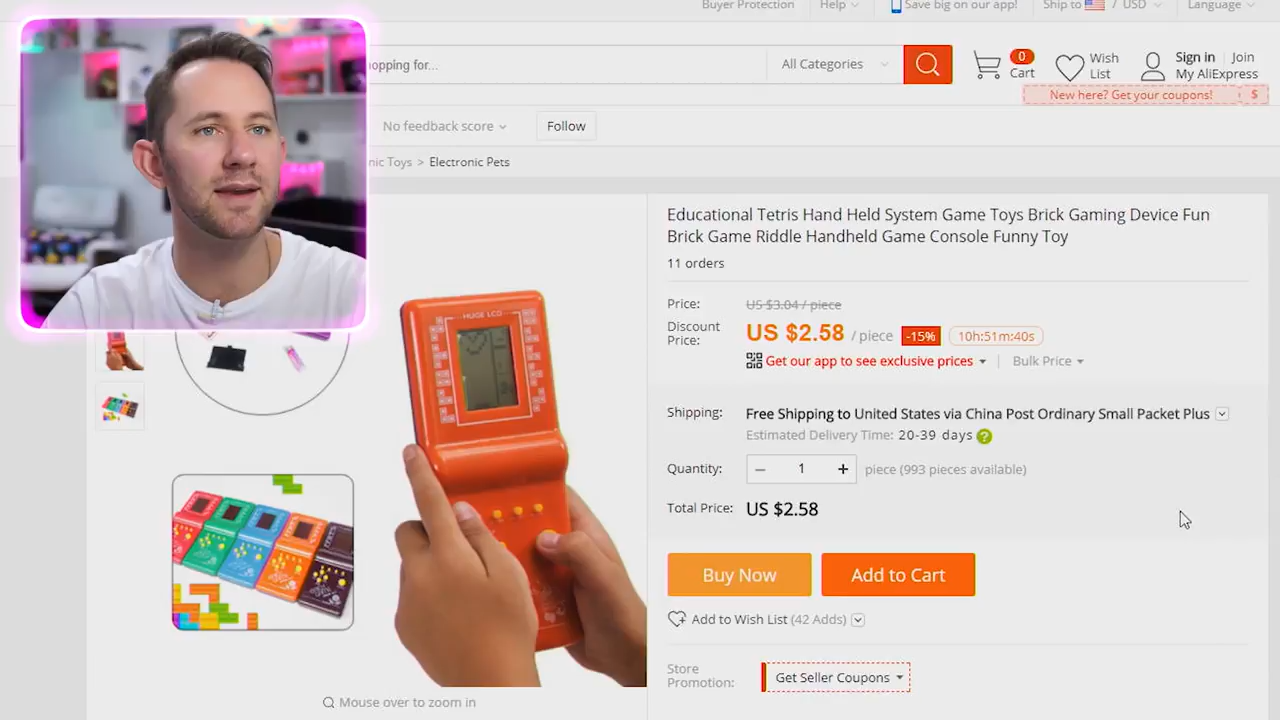 Buyer Protection Help Save big on our app! Ship to / USD Language
hopping for... All Categories 0 Cart Wish List Sign in Join My AliExpress
New here? Get your coupons! $
No feedback score Follow
nic Toys > Electronic Pets
Educational Tetris Hand Held System Game Toys Brick Gaming Device Fun
Brick Game Riddle Handheld Game Console Funny Toy
11 orders
Price: US $3.04 / piece
Discount Price: US $2.58 / piece -15% 10h:51m:40s
Get our app to see exclusive prices Bulk Price
HUGE LCD
Shipping: Free Shipping to United States via China Post Ordinary Small Packet Plus
Estimated Delivery Time: 20-39 days ?
Quantity: − 1 + piece (993 pieces available)
Total Price: US $2.58
Buy Now Add to Cart
Add to Wish List (42 Adds)
Store Promotion: Get Seller Coupons
Mouse over to zoom in